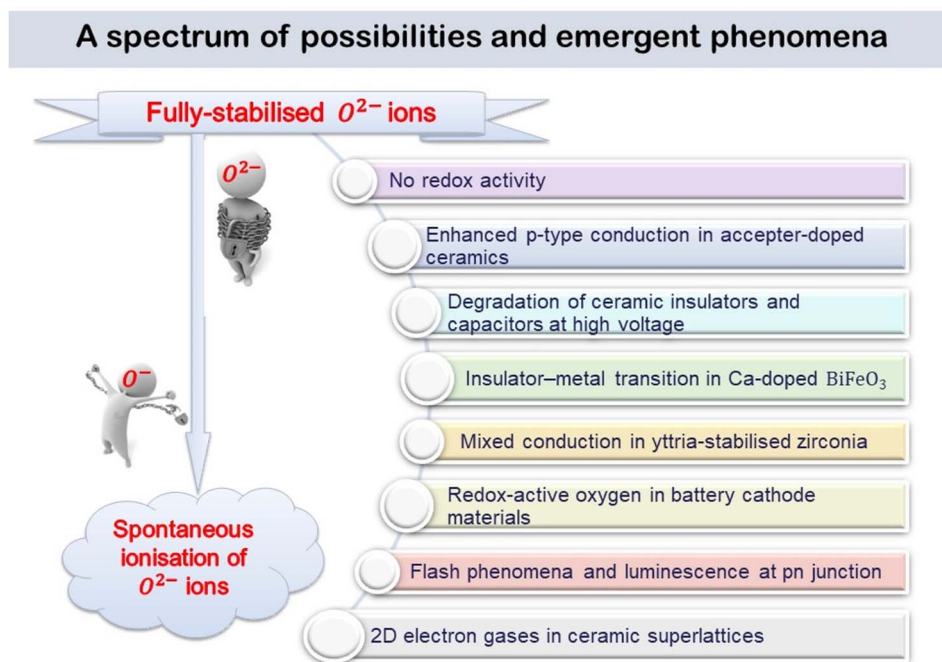 A spectrum of possibilities and emergent phenomena
Fully-stabilised O²⁻ ions
O²⁻
No redox activity
Enhanced p-type conduction in accepter-doped
ceramics
Degradation of ceramic insulators and
capacitors at high voltage
Insulator–metal transition in Ca-doped BiFeO₃
O⁻
Mixed conduction in yttria-stabilised zirconia
Redox-active oxygen in battery cathode
materials
Flash phenomena and luminescence at pn junction
2D electron gases in ceramic superlattices
Spontaneous
ionisation of
O²⁻ ions